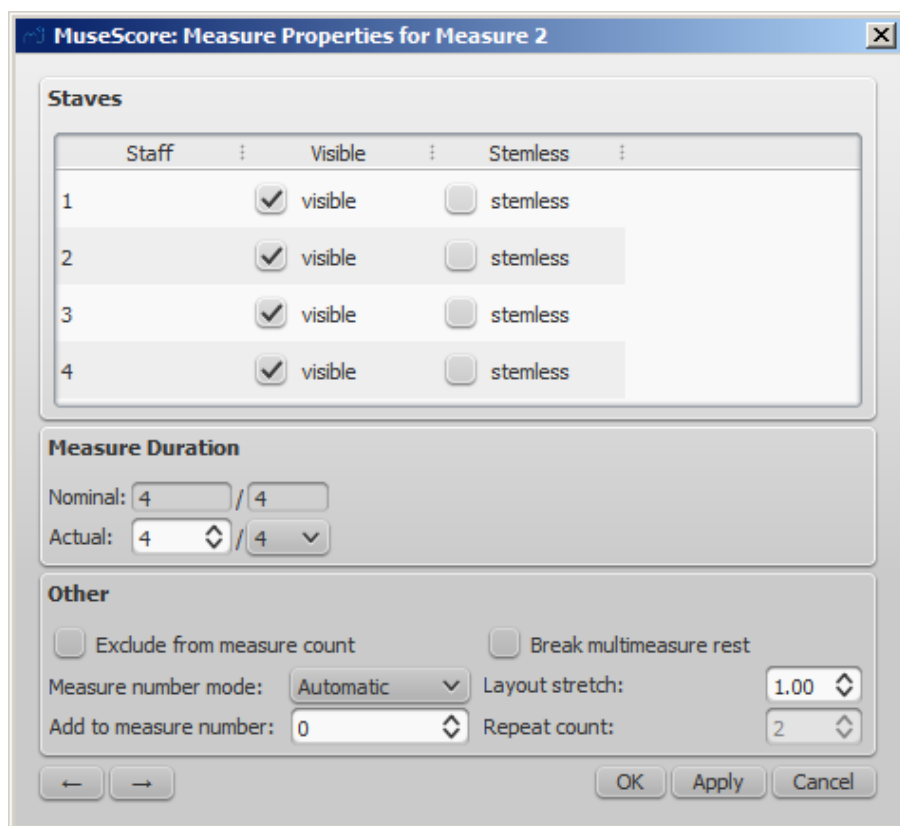 MuseScore: Measure Properties for Measure 2
Staves
Staff Visible Stemless
1 visible stemless
2 visible stemless
3 visible stemless
4 visible stemless
Measure Duration
Nominal: 4 / 4
Actual: 4 / 4
Other
Exclude from measure count Break multimeasure rest
Measure number mode: Automatic Layout stretch: 1.00
Add to measure number: 0 Repeat count: 2
← → OK Apply Cancel